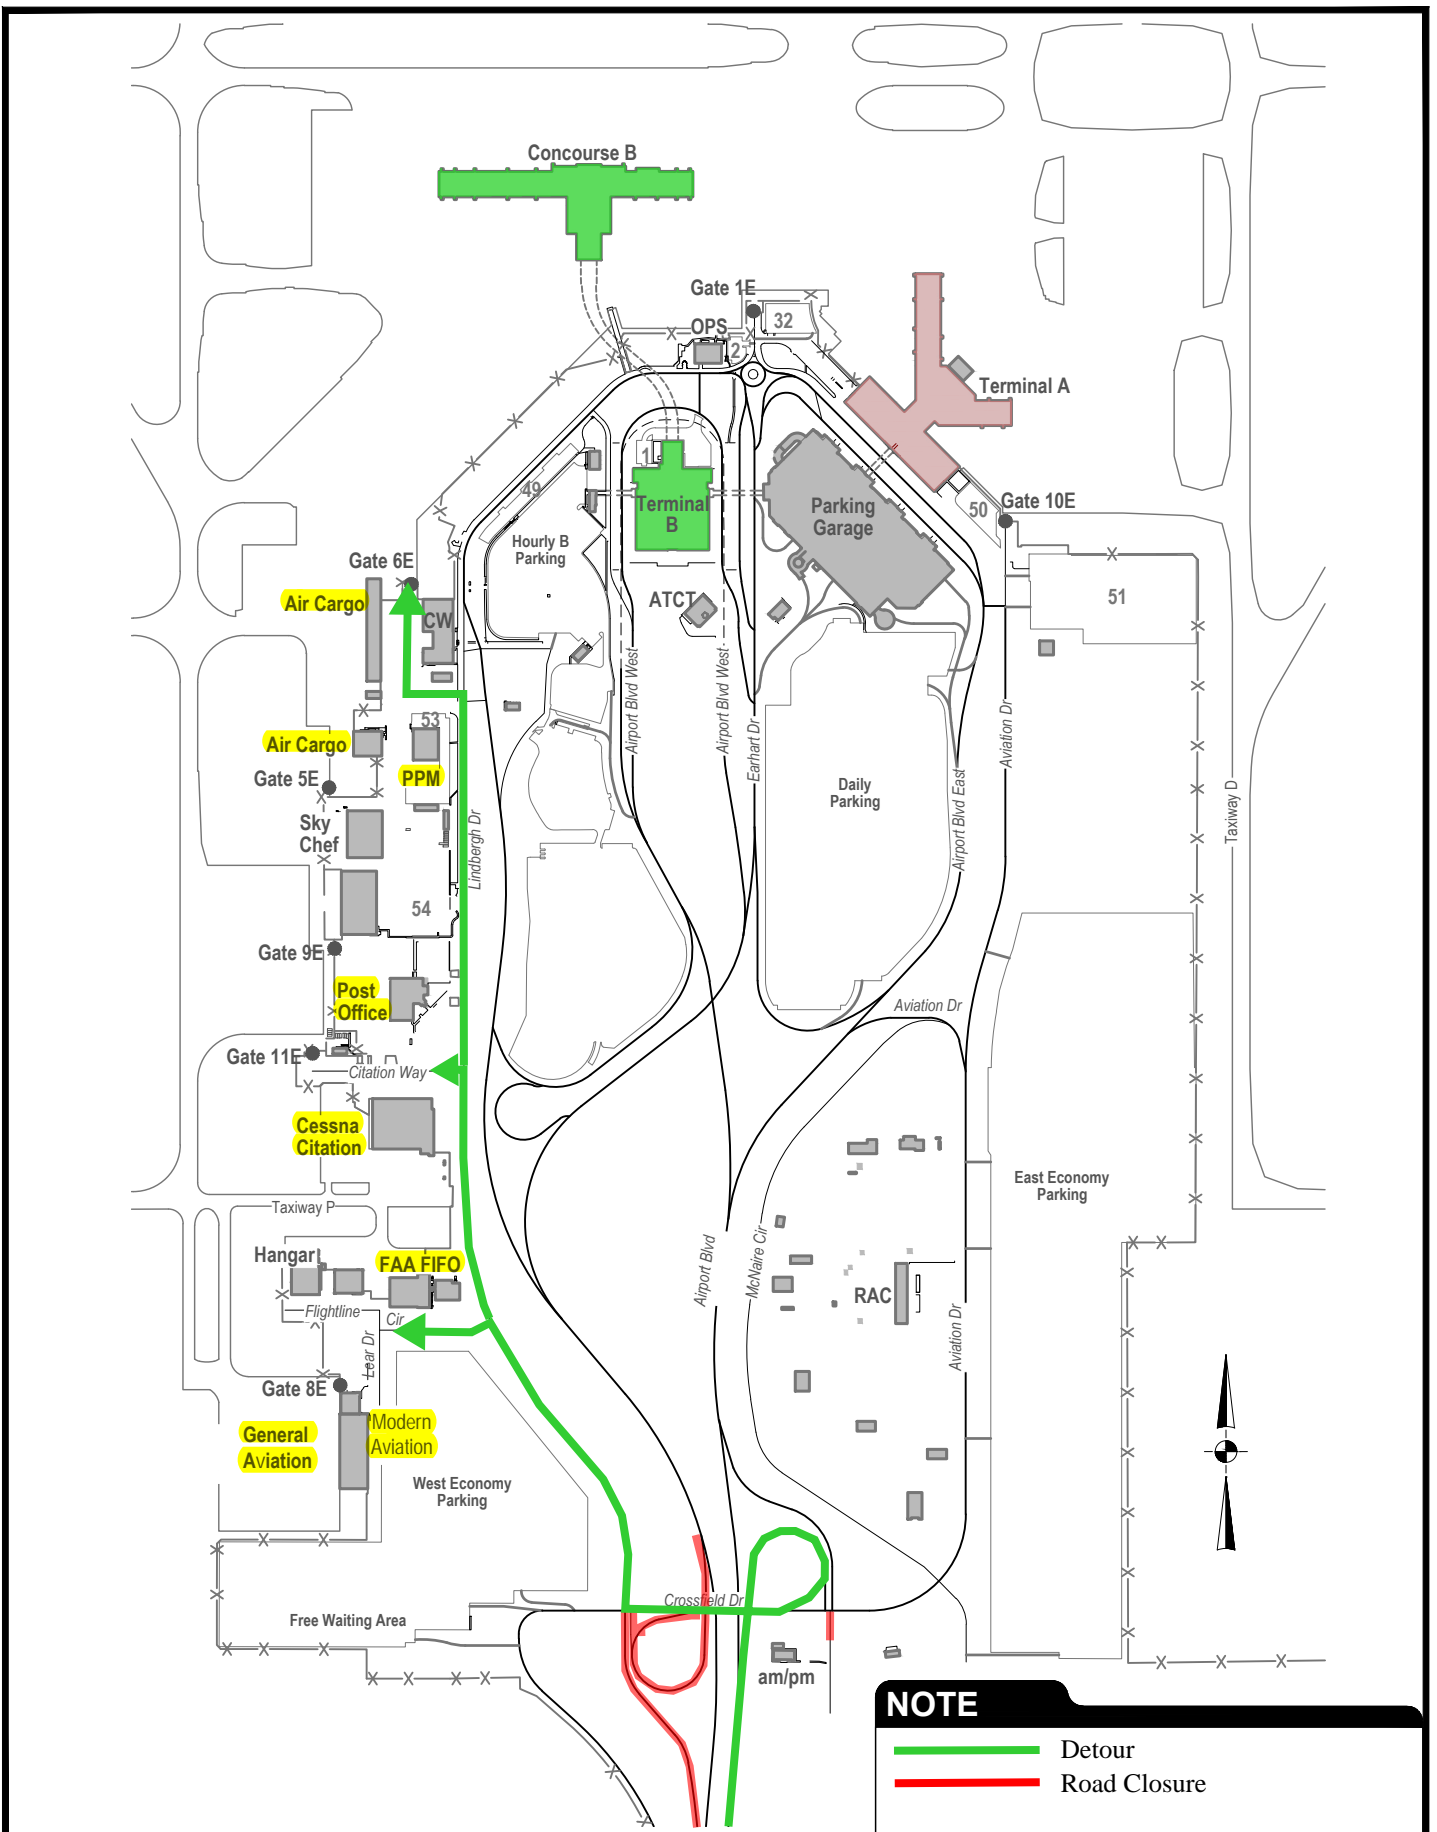 Concourse B
Gate 1E
OPS
2
32
Terminal A
1
49
Terminal
B
Parking
Garage
50
Gate 10E
Hourly B
Parking
Gate 6E
Air Cargo
CW
ATCT
51
Airport Blvd West
Airport Blvd West
Earhart Dr
Aviation Dr
53
Air Cargo
PPM
Gate 5E
Daily
Parking
Airport Blvd East
Taxiway D
Sky
Chef
Lindbergh Dr
54
Gate 9E
Post
Office
Aviation Dr
Gate 11E
Citation Way
Cessna
Citation
East Economy
Parking
Taxiway P
Hangar
FAA FIFO
Airport Blvd
McNaire Cir
RAC
Flightline
Cir
Lear Dr
Aviation Dr
Gate 8E
General
Aviation
Modern
Aviation
West Economy
Parking
Crossfield Dr
Free Waiting Area
am/pm
NOTE
Detour
Road Closure